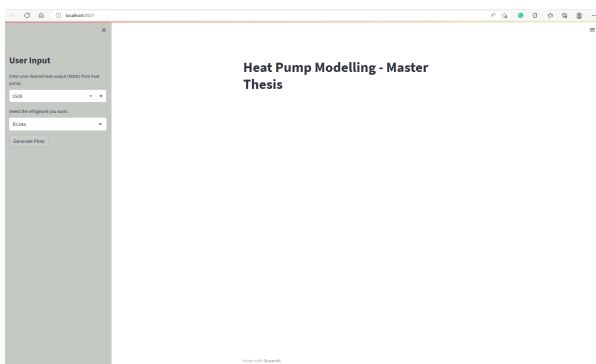 localhost:8501
User Input
Enter your desired heat output (Watts) from heat
pump:
1500
Select the refrigerant you want:
R134a
Generate Plots
Heat Pump Modelling - Master
Thesis
Made with Streamlit